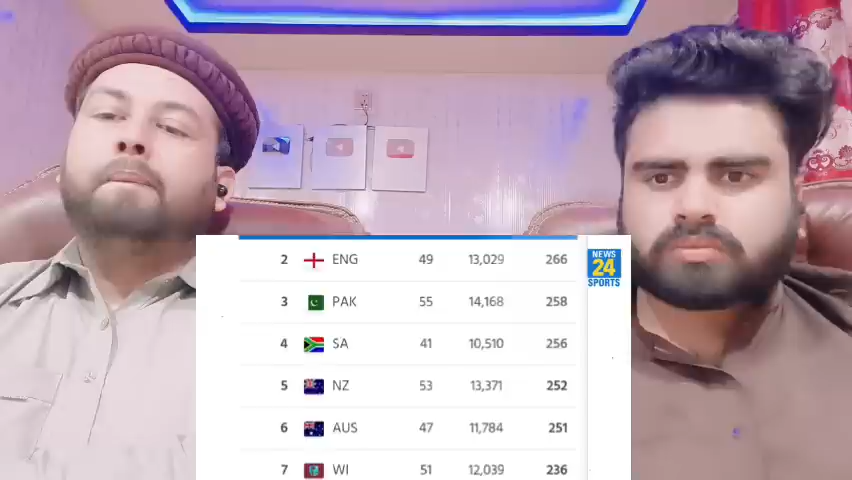 2 ENG 49 13,029 266
3 PAK 55 14,168 258
4 SA 41 10,510 256
5 NZ 53 13,371 252
6 AUS 47 11,784 251
7 WI 51 12,039 236
NEWS
24
SPORTS